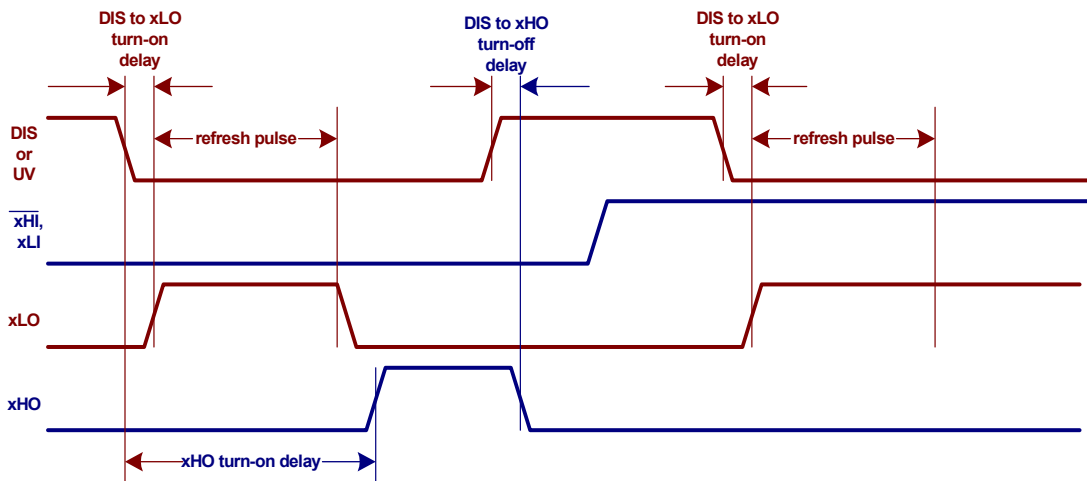 DIS to xLO
turn-on
delay
DIS to xHO
turn-off
delay
DIS to xLO
turn-on
delay
DIS
or
UV
refresh pulse
refresh pulse
xHI,
xLI
xLO
xHO
xHO turn-on delay